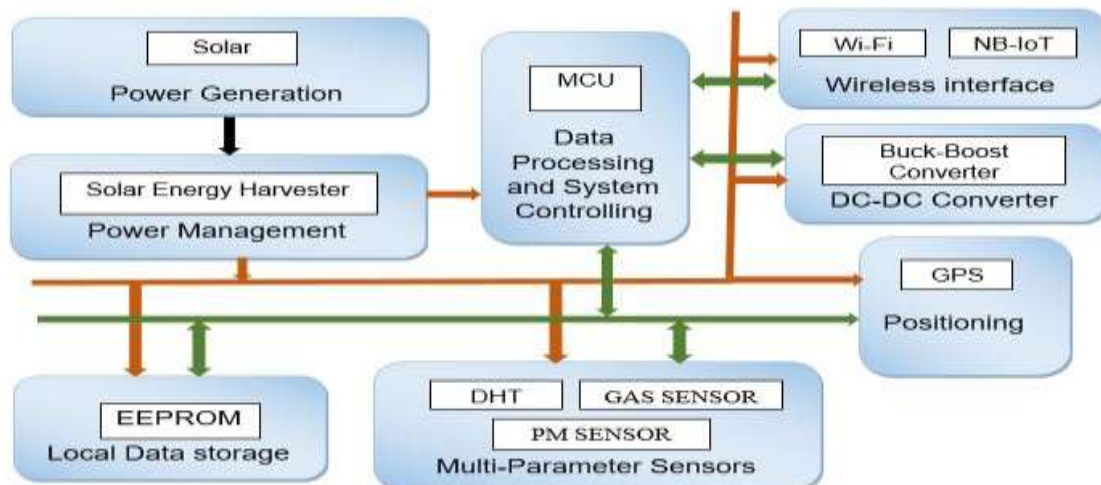 Solar
Power Generation
Solar Energy Harvester
Power Management
MCU
Data
Processing
and System
Controlling
Wi-Fi
NB-IoT
Wireless interface
Buck-Boost
Converter
DC-DC Converter
GPS
Positioning
EEPROM
Local Data storage
DHT
GAS SENSOR
PM SENSOR
Multi-Parameter Sensors